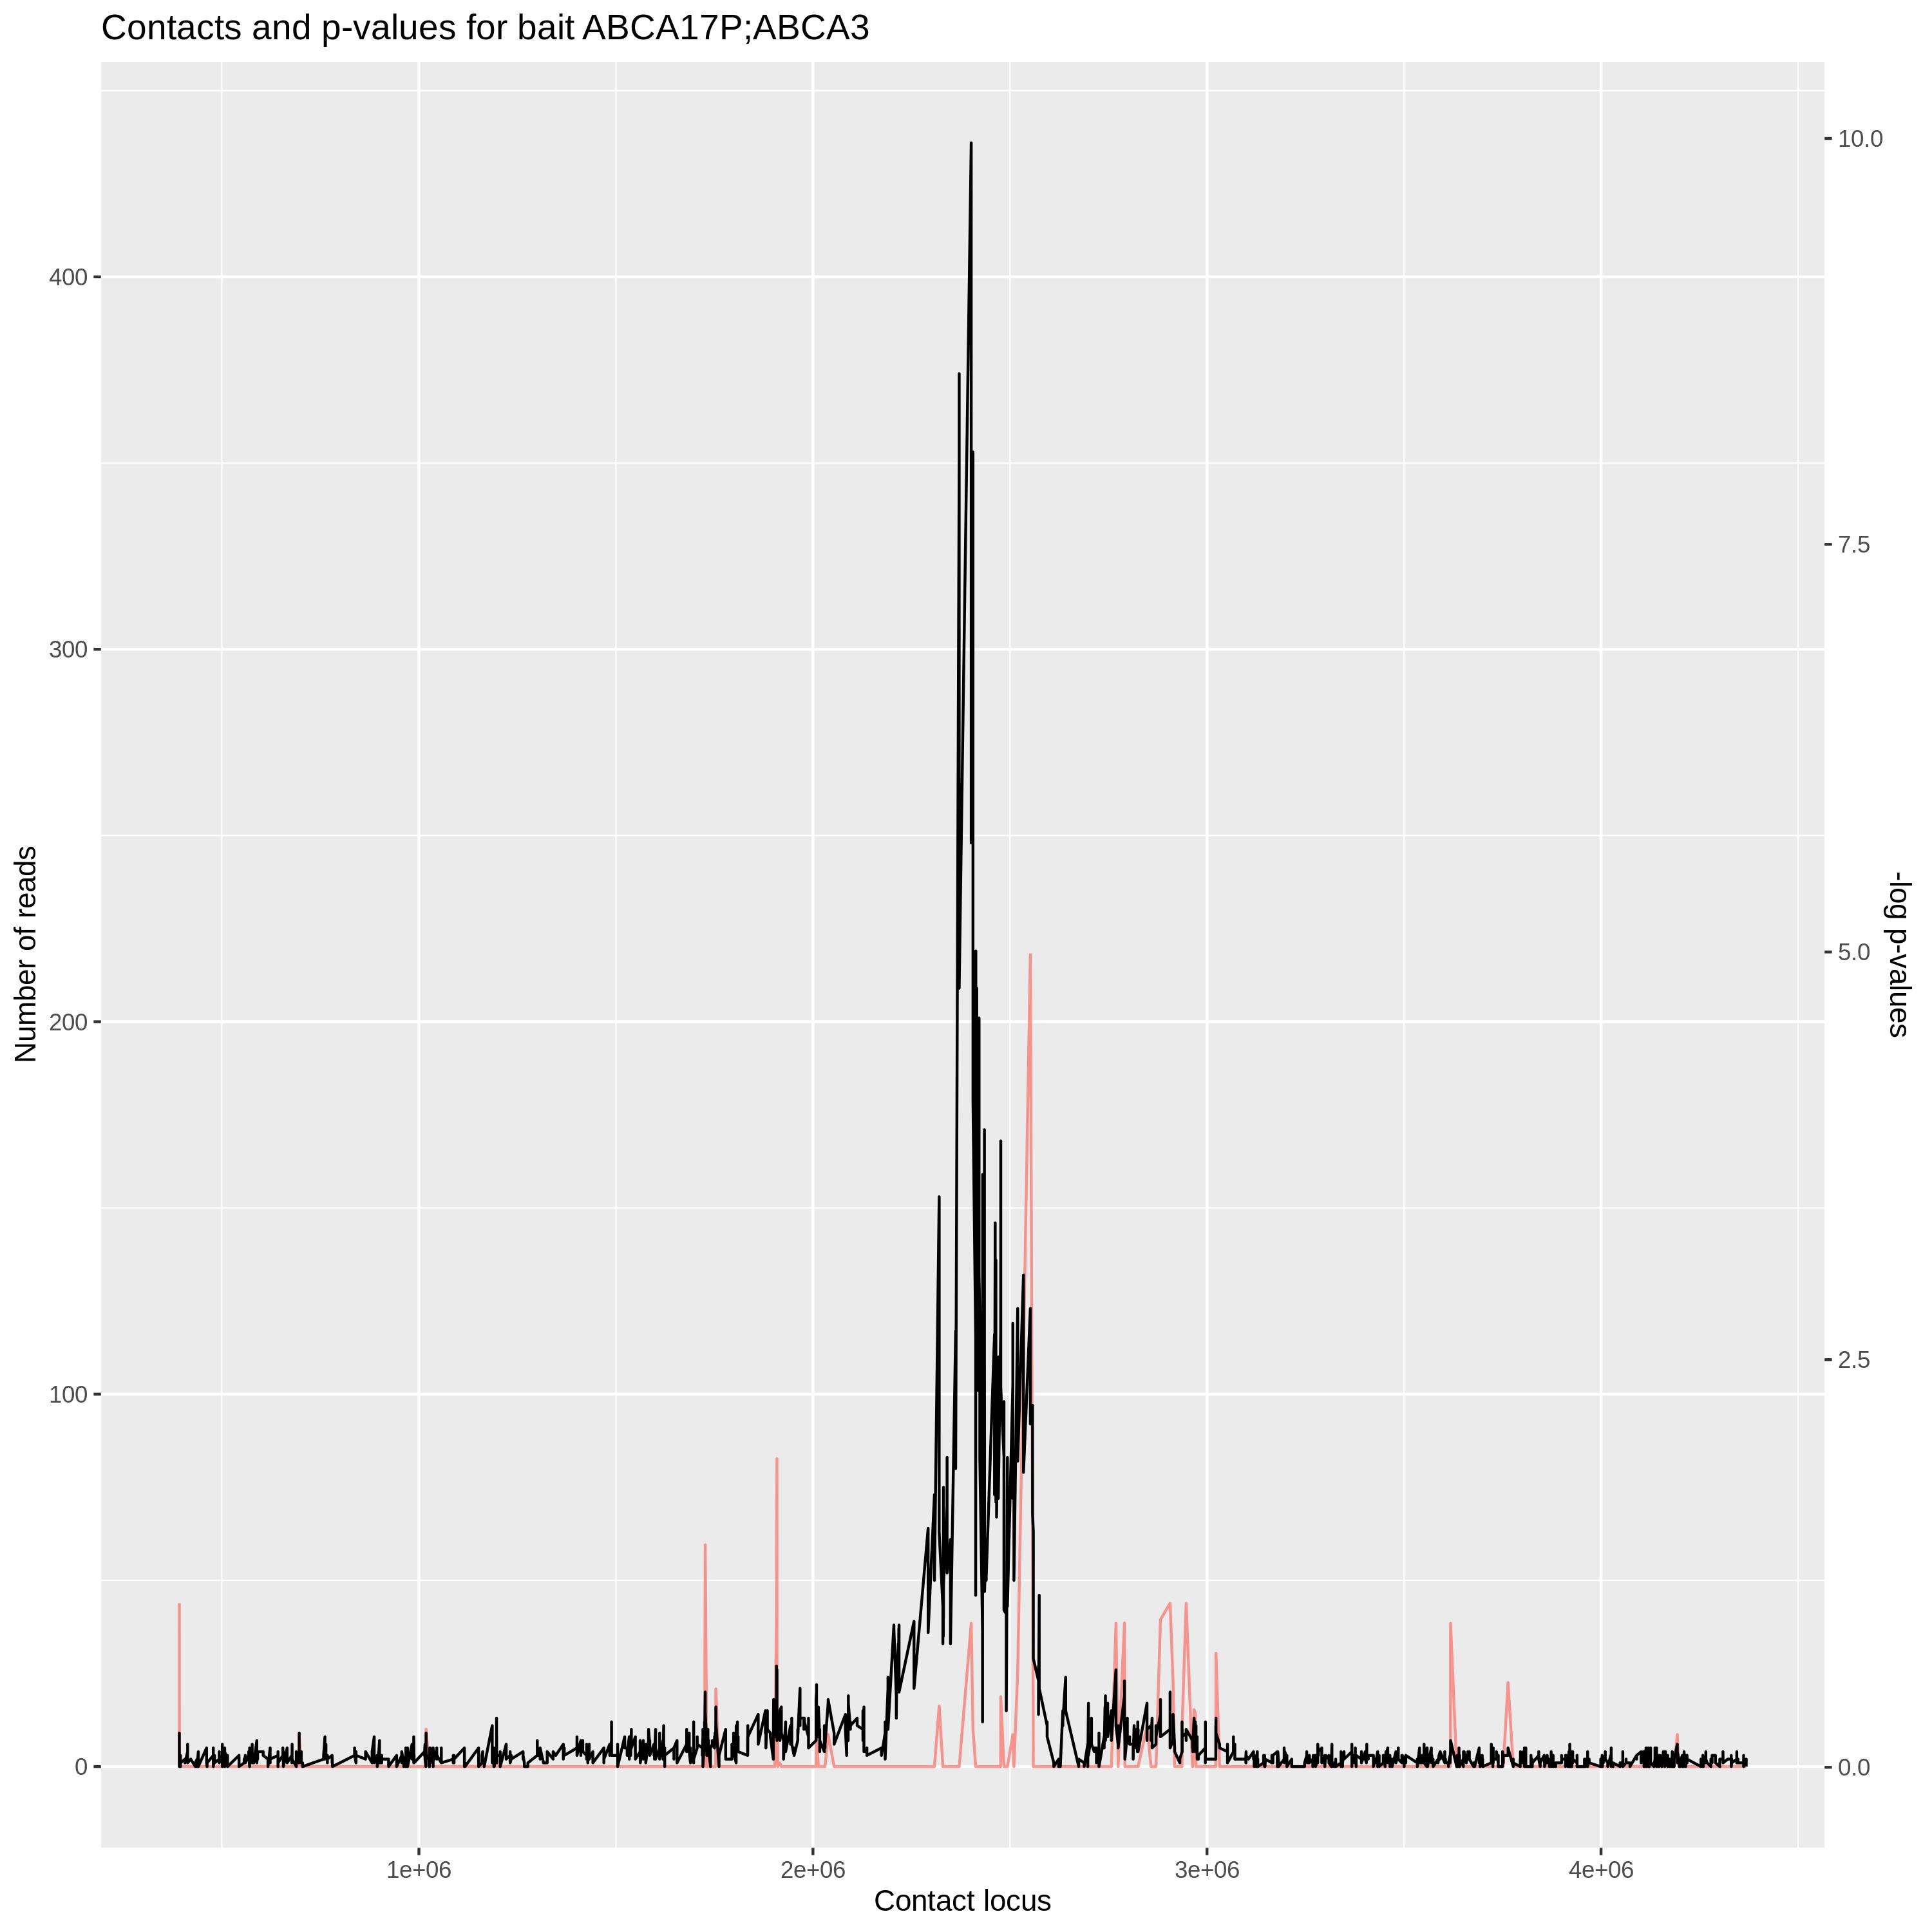 Contacts and p-values for bait ABCA17P;ABCA3
Number of reads
400
300
200
100
0
10.0
7.5
5.0
2.5
0.0
-log p-values
1e+06
2e+06
3e+06
4e+06
Contact locus